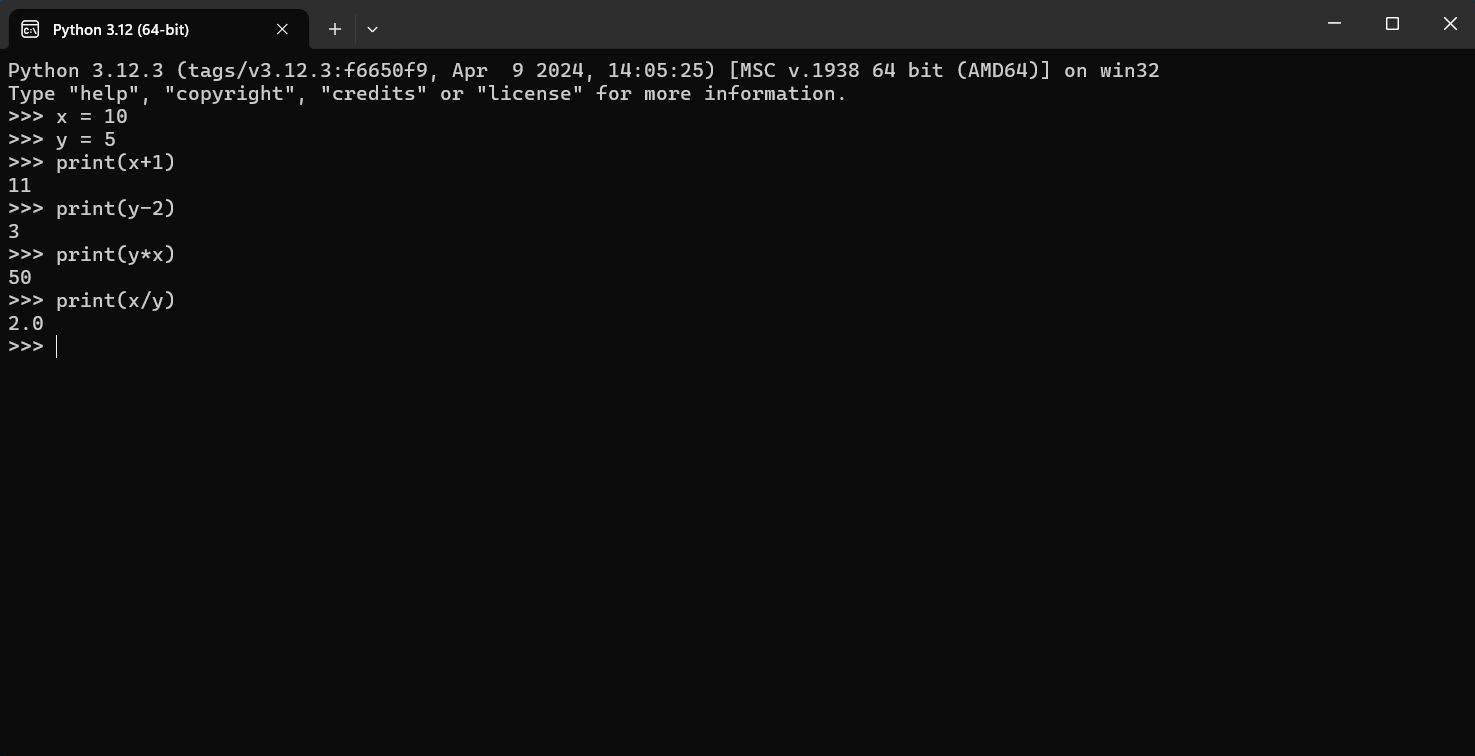 Python 3.12 (64-bit)
Python 3.12.3 (tags/v3.12.3:f6650f9, Apr  9 2024, 14:05:25) [MSC v.1938 64 bit (AMD64)] on win32
Type "help", "copyright", "credits" or "license" for more information.
>>> x = 10
>>> y = 5
>>> print(x+1)
11
>>> print(y-2)
3
>>> print(y*x)
50
>>> print(x/y)
2.0
>>>